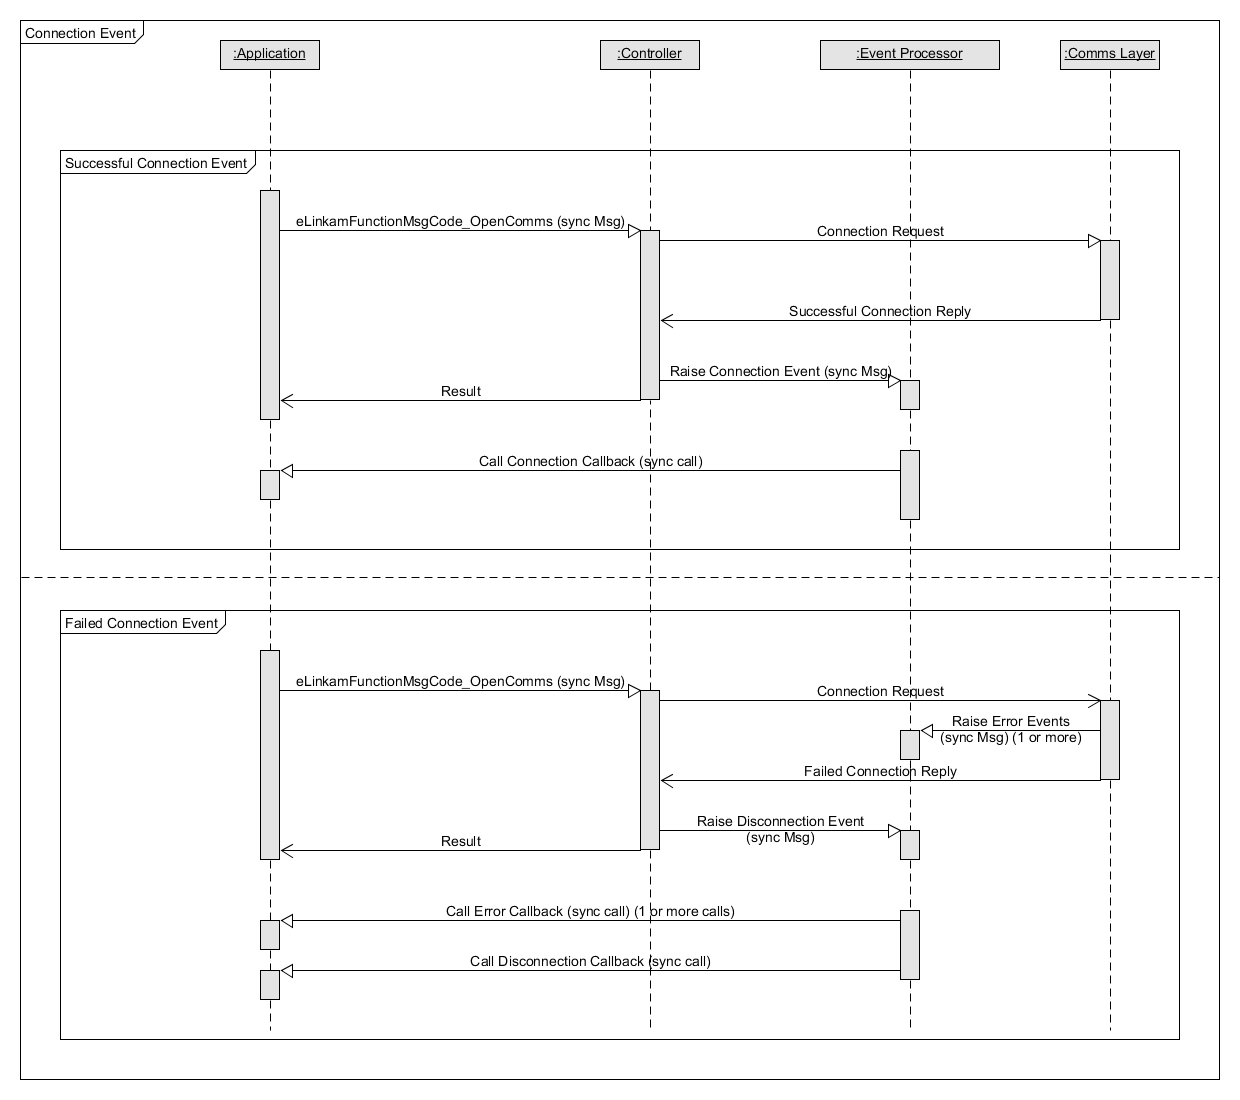 Connection Event
:Application
:Controller
:Event Processor
:Comms Layer
Successful Connection Event
eLinkamFunctionMsgCode_OpenComms (sync Msg)
Connection Request
Successful Connection Reply
Raise Connection Event (sync Msg)
Result
Call Connection Callback (sync call)
Failed Connection Event
eLinkamFunctionMsgCode_OpenComms (sync Msg)
Connection Request
Raise Error Events
(sync Msg) (1 or more)
Failed Connection Reply
Raise Disconnection Event
(sync Msg)
Result
Call Error Callback (sync call) (1 or more calls)
Call Disconnection Callback (sync call)